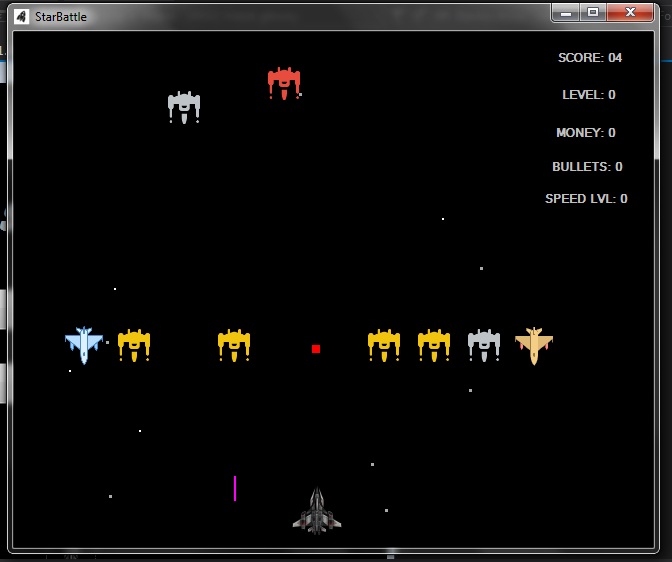 StarBattle
SCORE: 04
LEVEL: 0
MONEY: 0
BULLETS: 0
SPEED LVL: 0